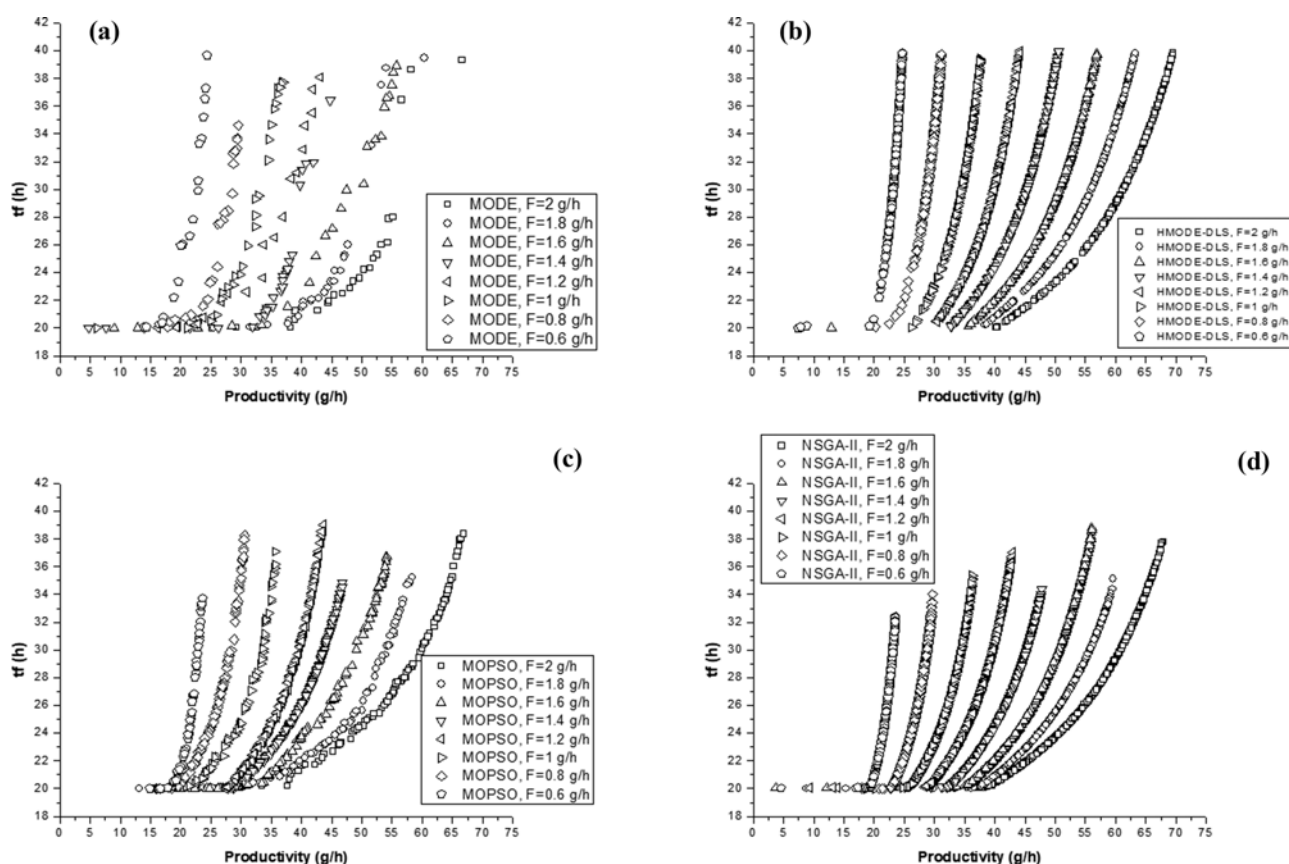 (a)
42
40
38
36
34
32
30
28
26
24
22
20
18
tf (h)
MODE, F=2 g/h
MODE, F=1.8 g/h
MODE, F=1.6 g/h
MODE, F=1.4 g/h
MODE, F=1.2 g/h
MODE, F=1 g/h
MODE, F=0.8 g/h
MODE, F=0.6 g/h
0 5 10 15 20 25 30 35 40 45 50 55 60 65 70 75
Productivity (g/h)
(b)
42
40
38
36
34
32
30
28
26
24
22
20
18
tf (h)
HMODE-DLS, F=2 g/h
HMODE-DLS, F=1.8 g/h
HMODE-DLS, F=1.6 g/h
HMODE-DLS, F=1.4 g/h
HMODE-DLS, F=1.2 g/h
HMODE-DLS, F=1 g/h
HMODE-DLS, F=0.8 g/h
HMODE-DLS, F=0.6 g/h
0 5 10 15 20 25 30 35 40 45 50 55 60 65 70 75
Productivity (g/h)
(c)
42
40
38
36
34
32
30
28
26
24
22
20
18
tf (h)
MOPSO, F=2 g/h
MOPSO, F=1.8 g/h
MOPSO, F=1.6 g/h
MOPSO, F=1.4 g/h
MOPSO, F=1.2 g/h
MOPSO, F=1 g/h
MOPSO, F=0.8 g/h
MOPSO, F=0.6 g/h
0 5 10 15 20 25 30 35 40 45 50 55 60 65 70 75
Productivity (g/h)
(d)
NSGA-II, F=2 g/h
NSGA-II, F=1.8 g/h
NSGA-II, F=1.6 g/h
NSGA-II, F=1.4 g/h
NSGA-II, F=1.2 g/h
NSGA-II, F=1 g/h
NSGA-II, F=0.8 g/h
NSGA-II, F=0.6 g/h
42
40
38
36
34
32
30
28
26
24
22
20
18
tf (h)
0 5 10 15 20 25 30 35 40 45 50 55 60 65 70 75
Productivity (g/h)